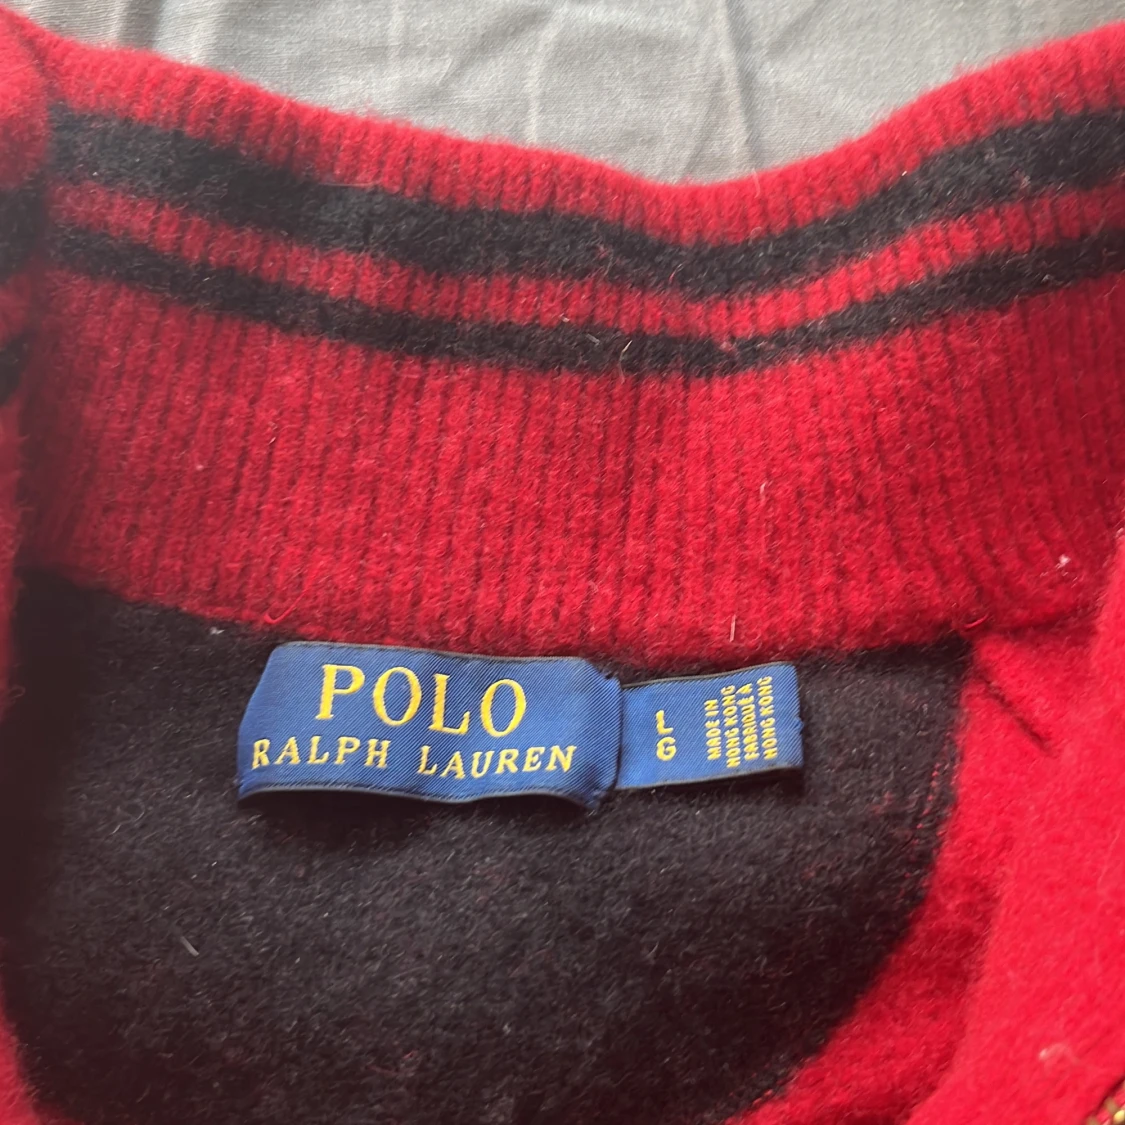 POLO
RALPH LAUREN
L
G
MADE IN
HONG KONG
FABRIQUÉ A
HONG KONG